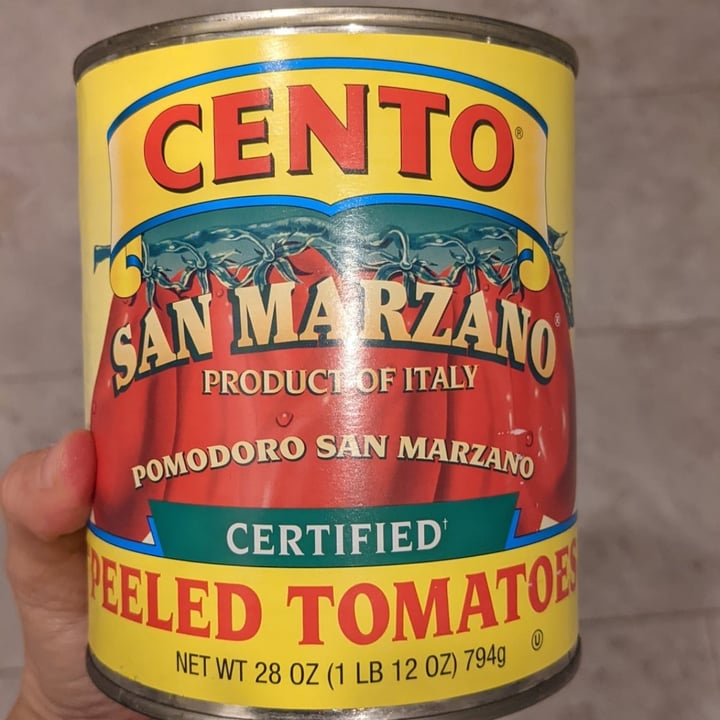 CENTO®
SAN MARZANO®
PRODUCT OF ITALY
POMODORO SAN MARZANO
CERTIFIED†
PEELED TOMATOES
NET WT 28 OZ (1 LB 12 OZ) 794g Ⓤ